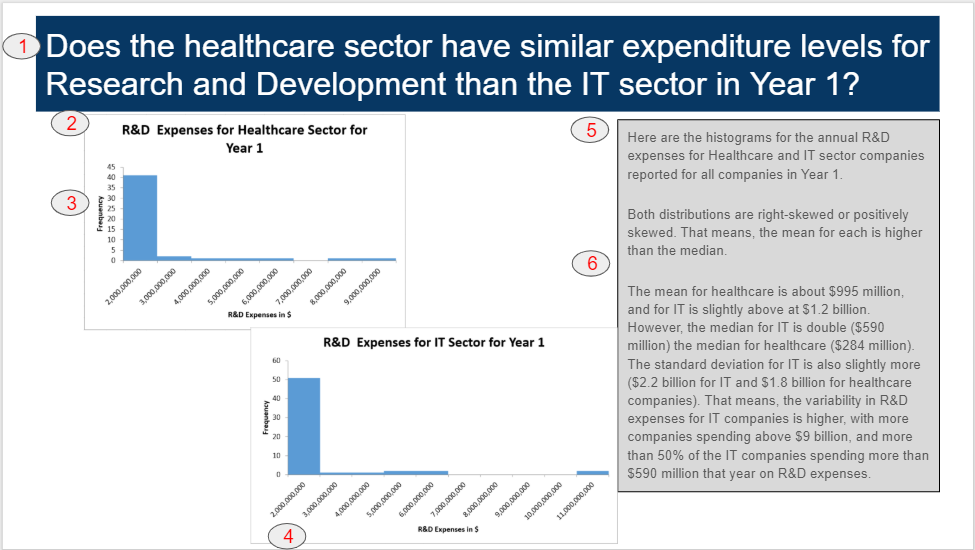 1
Does the healthcare sector have similar expenditure levels for
Research and Development than the IT sector in Year 1?
2
R&D Expenses for Healthcare Sector for
Year 1
3
Frequency
45
40
35
30
25
20
15
10
5
0
2,000,000,000
3,000,000,000
4,000,000,000
5,000,000,000
6,000,000,000
7,000,000,000
8,000,000,000
9,000,000,000
R&D Expenses in $
R&D Expenses for IT Sector for Year 1
Frequency
60
50
40
30
20
10
0
2,000,000,000
3,000,000,000
4,000,000,000
5,000,000,000
6,000,000,000
7,000,000,000
8,000,000,000
9,000,000,000
10,000,000,000
11,000,000,000
R&D Expenses in $
4
5
Here are the histograms for the annual R&D
expenses for Healthcare and IT sector companies
reported for all companies in Year 1.
Both distributions are right-skewed or positively
skewed. That means, the mean for each is higher
than the median.
6
The mean for healthcare is about $995 million,
and for IT is slightly above at $1.2 billion.
However, the median for IT is double ($590
million) the median for healthcare ($284 million).
The standard deviation for IT is also slightly more
($2.2 billion for IT and $1.8 billion for healthcare
companies). That means, the variability in R&D
expenses for IT companies is higher, with more
companies spending above $9 billion, and more
than 50% of the IT companies spending more than
$590 million that year on R&D expenses.